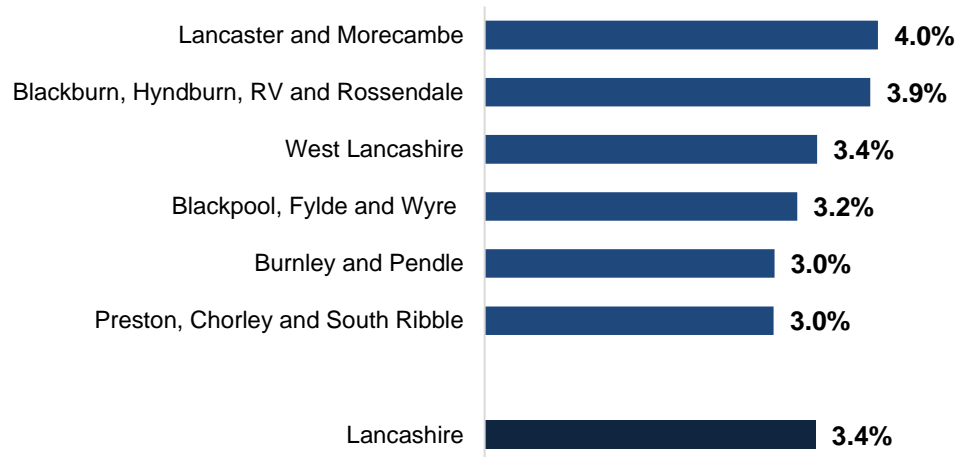 Lancaster and Morecambe 4.0%
Blackburn, Hyndburn, RV and Rossendale 3.9%
West Lancashire 3.4%
Blackpool, Fylde and Wyre 3.2%
Burnley and Pendle 3.0%
Preston, Chorley and South Ribble 3.0%
Lancashire 3.4%